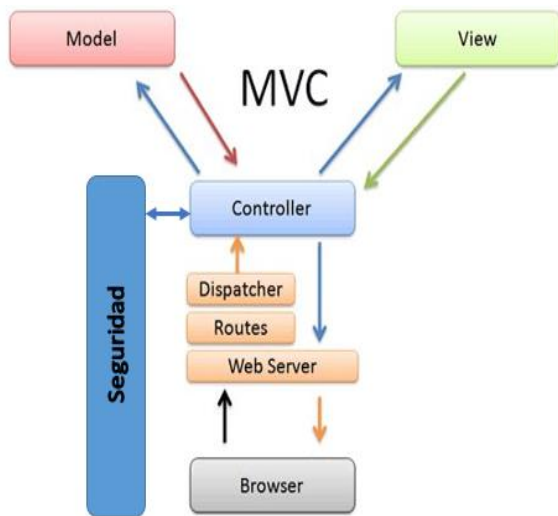 Model
View
MVC
Controller
Seguridad
Dispatcher
Routes
Web Server
Browser